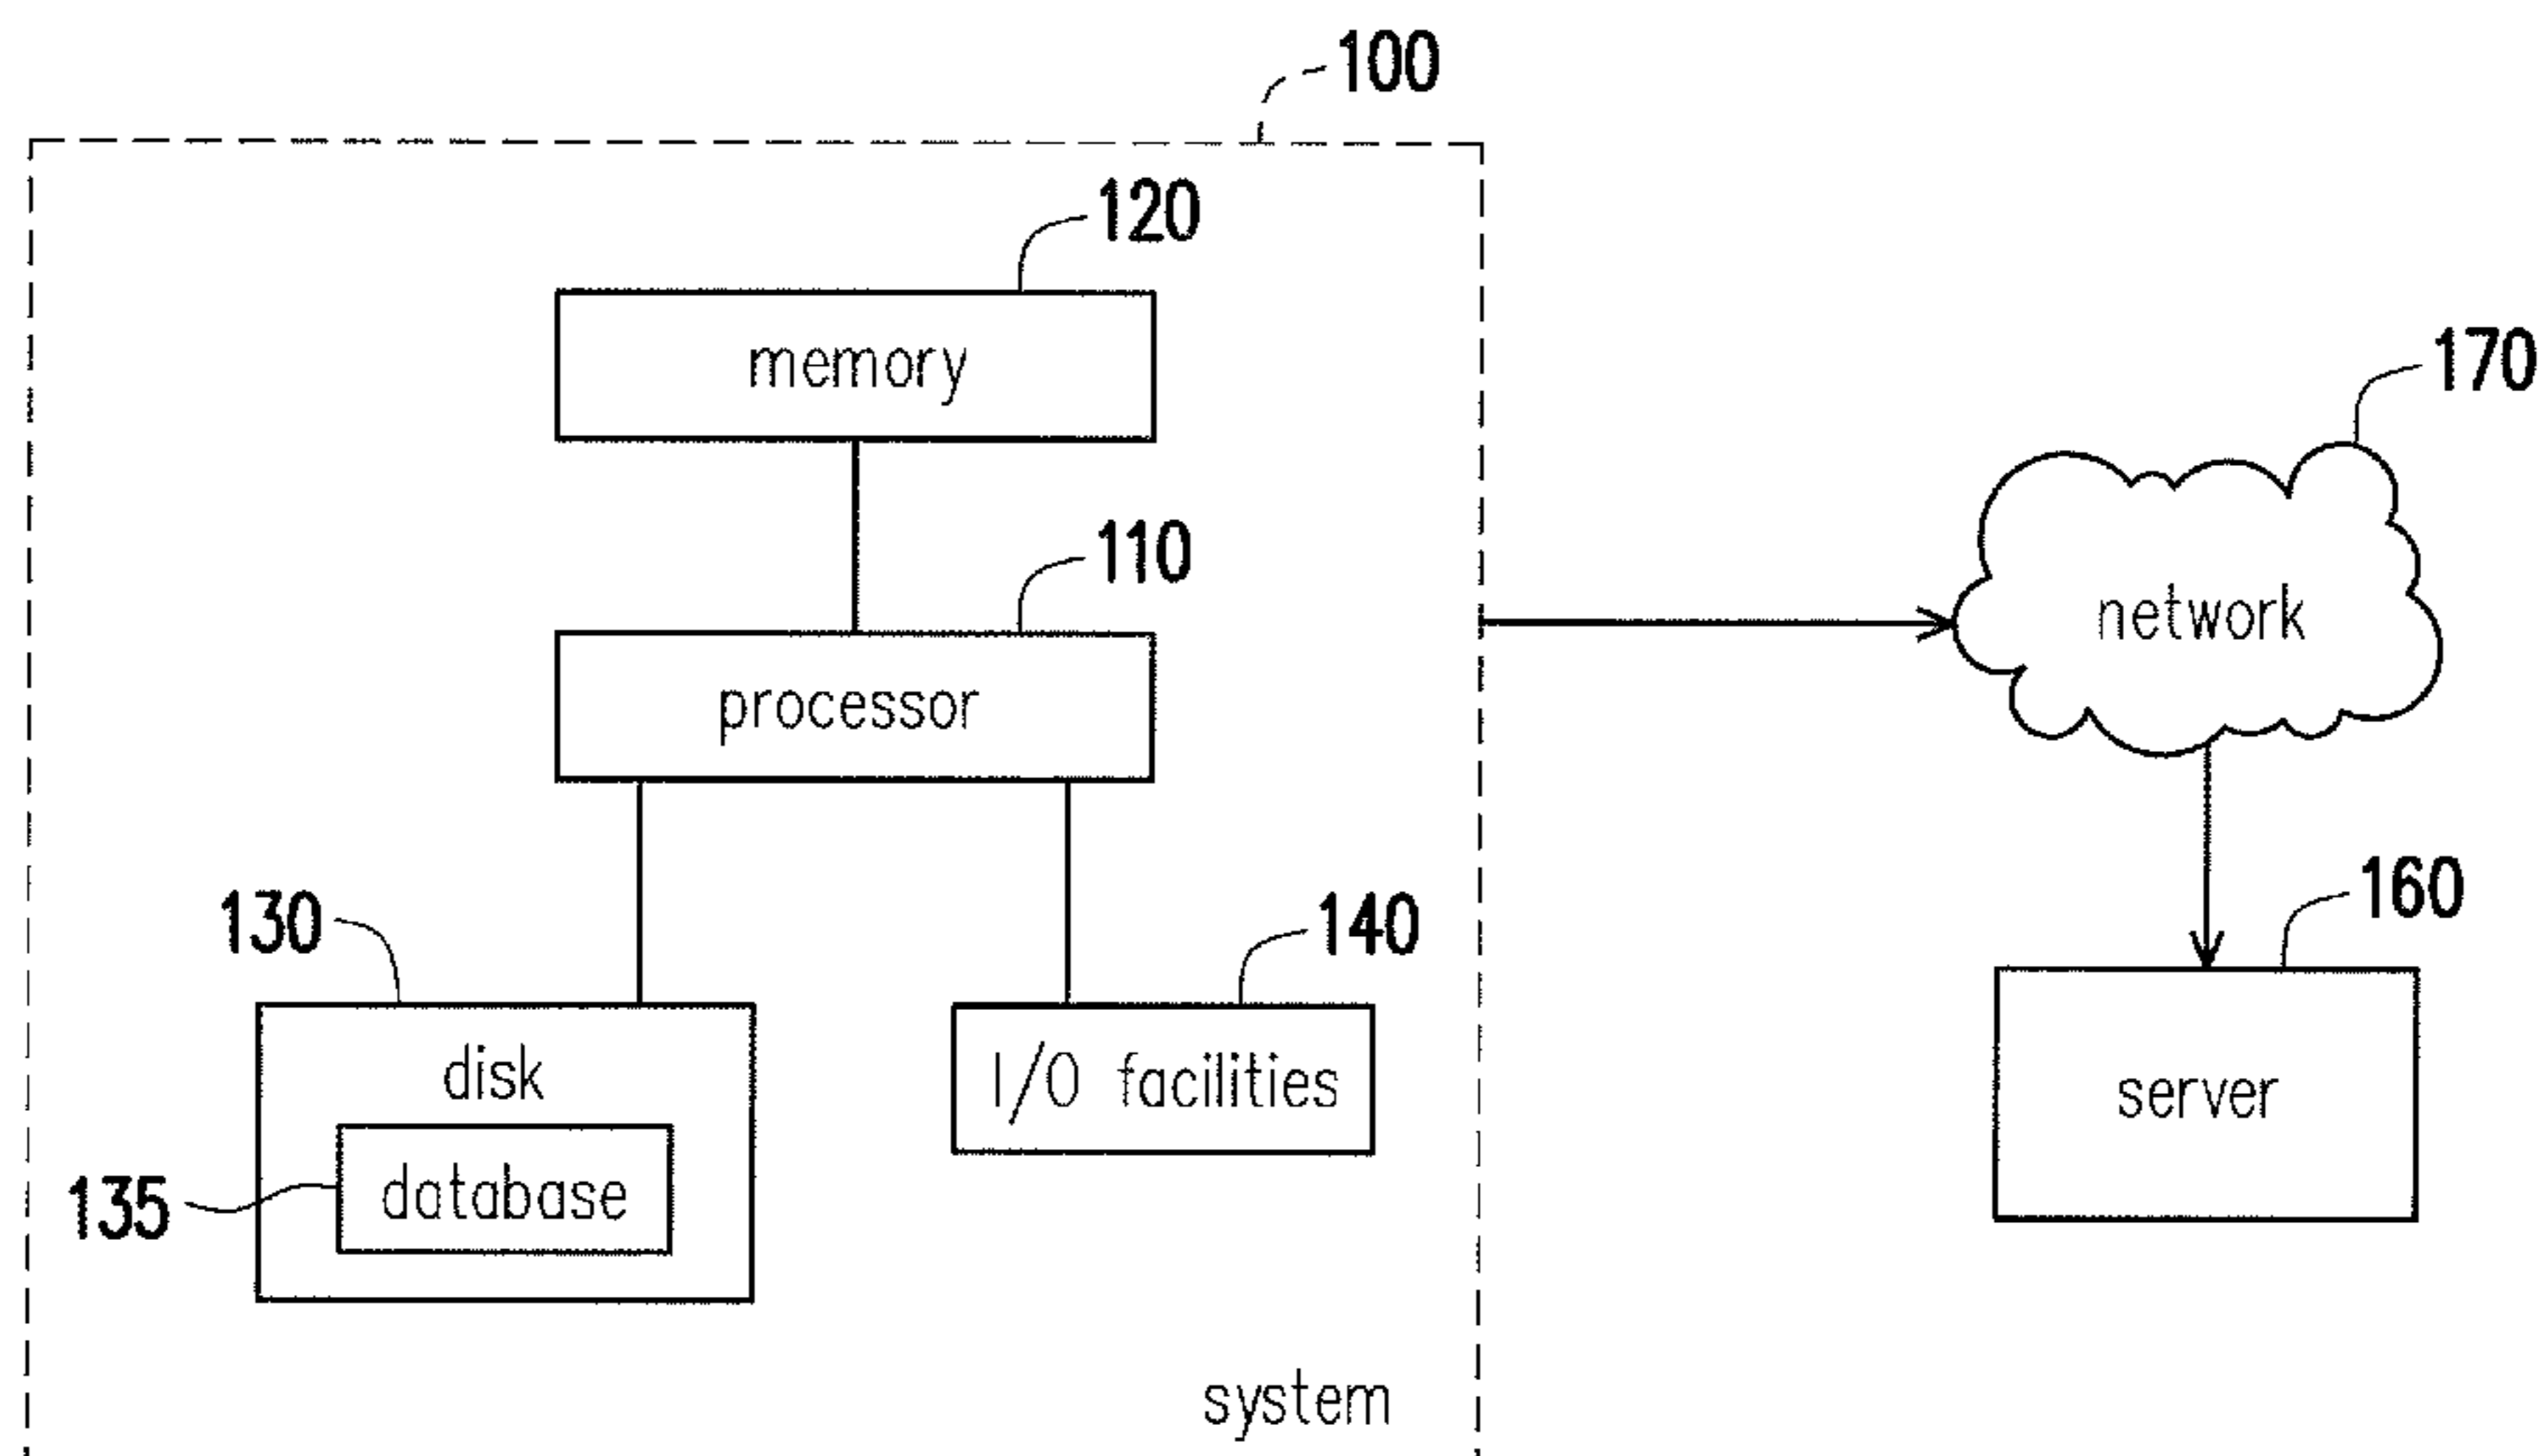 100
120
memory
170
110
network
processor
130
140
160
disk
I/O facilities
server
135
database
system